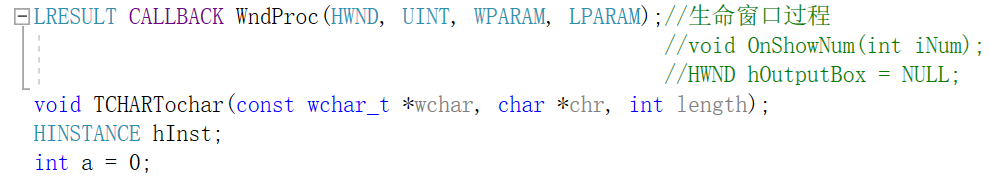 LRESULT CALLBACK WndProc(HWND, UINT, WPARAM, LPARAM);//生命窗口过程
//void OnShowNum(int iNum);
//HWND hOutputBox = NULL;
void TCHARTochar(const wchar_t *wchar, char *chr, int length);
HINSTANCE hInst;
int a = 0;